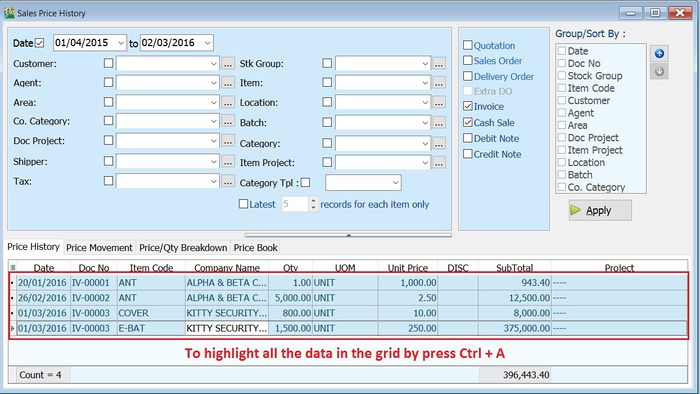 Sales Price History
Date 01/04/2015 to 02/03/2016
Customer: ... Stk Group: ...
Agent: ... Item: ...
Area: ... Location: ...
Co. Category: ... Batch: ...
Doc Project: ... Category: ...
Shipper: ... Item Project: ...
Tax: ... Category Tpl :
Latest 5 records for each item only
Quotation
Sales Order
Delivery Order
Extra DO
Invoice
Cash Sale
Debit Note
Credit Note
Group/Sort By :
Date
Doc No
Stock Group
Item Code
Customer
Agent
Area
Doc Project
Item Project
Location
Batch
Co. Category
Apply
Price History Price Movement Price/Qty Breakdown Price Book
Date Doc No Item Code Company Name Qty UOM Unit Price DISC SubTotal Project
20/01/2016 IV-00001 ANT ALPHA & BETA C... 1.00 UNIT 1,000.00 943.40 ----
26/02/2016 IV-00002 ANT ALPHA & BETA C... 5,000.00 UNIT 2.50 12,500.00 ----
01/03/2016 IV-00003 COVER KITTY SECURITY... 800.00 UNIT 10.00 8,000.00 ----
01/03/2016 IV-00003 E-BAT KITTY SECURITY... 1,500.00 UNIT 250.00 375,000.00 ----
To highlight all the data in the grid by press Ctrl + A
Count = 4 396,443.40